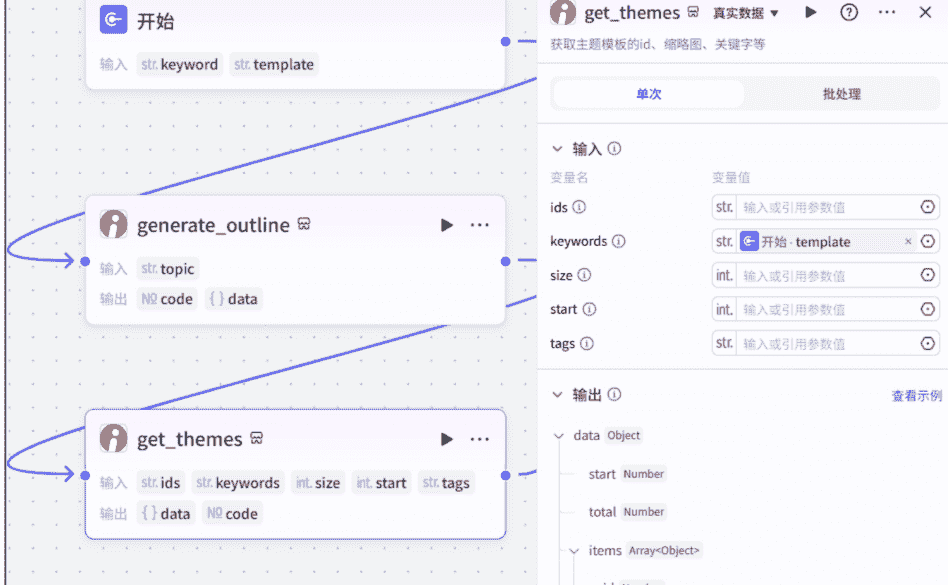 开始
输入 str. keyword str. template
generate_outline
输入 str. topic
输出 NO code { } data
get_themes
输入 str. ids str. keywords int. size int. start str. tags
输出 { } data NO code
get_themes 真实数据
获取主题模板的id、缩略图、关键字等
单次 批处理
输入
变量名 变量值
ids str. 输入或引用参数值
keywords str. 开始 · template ×
size int. 输入或引用参数值
start int. 输入或引用参数值
tags str. 输入或引用参数值
输出 查看示例
data Object
start Number
total Number
items Array<Object>